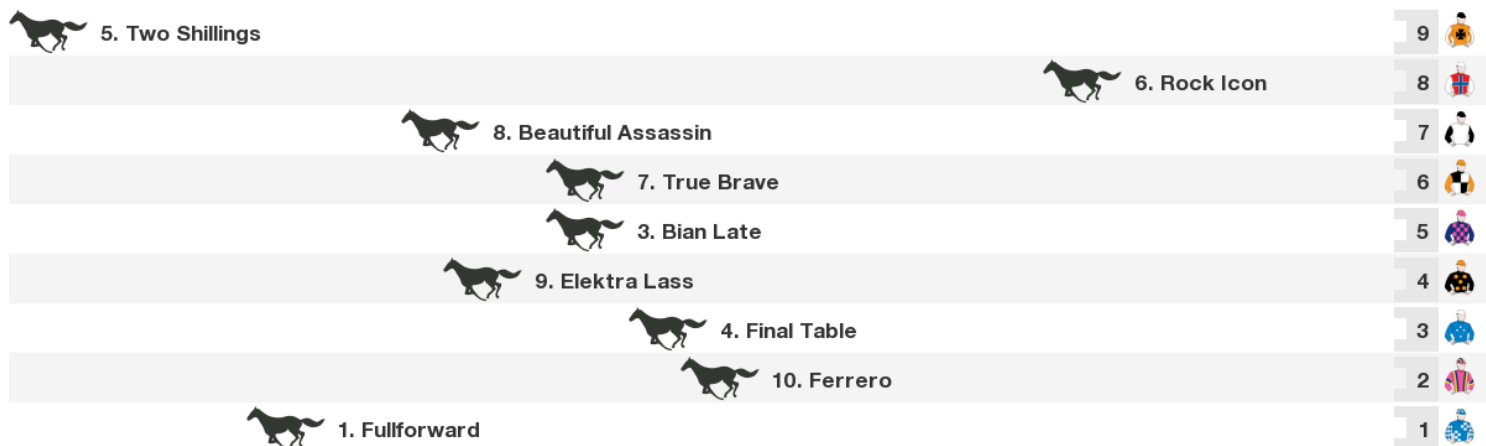 5. Two Shillings 9
6. Rock Icon 8
8. Beautiful Assassin 7
7. True Brave 6
3. Bian Late 5
9. Elektra Lass 4
4. Final Table 3
10. Ferrero 2
1. Fullforward 1